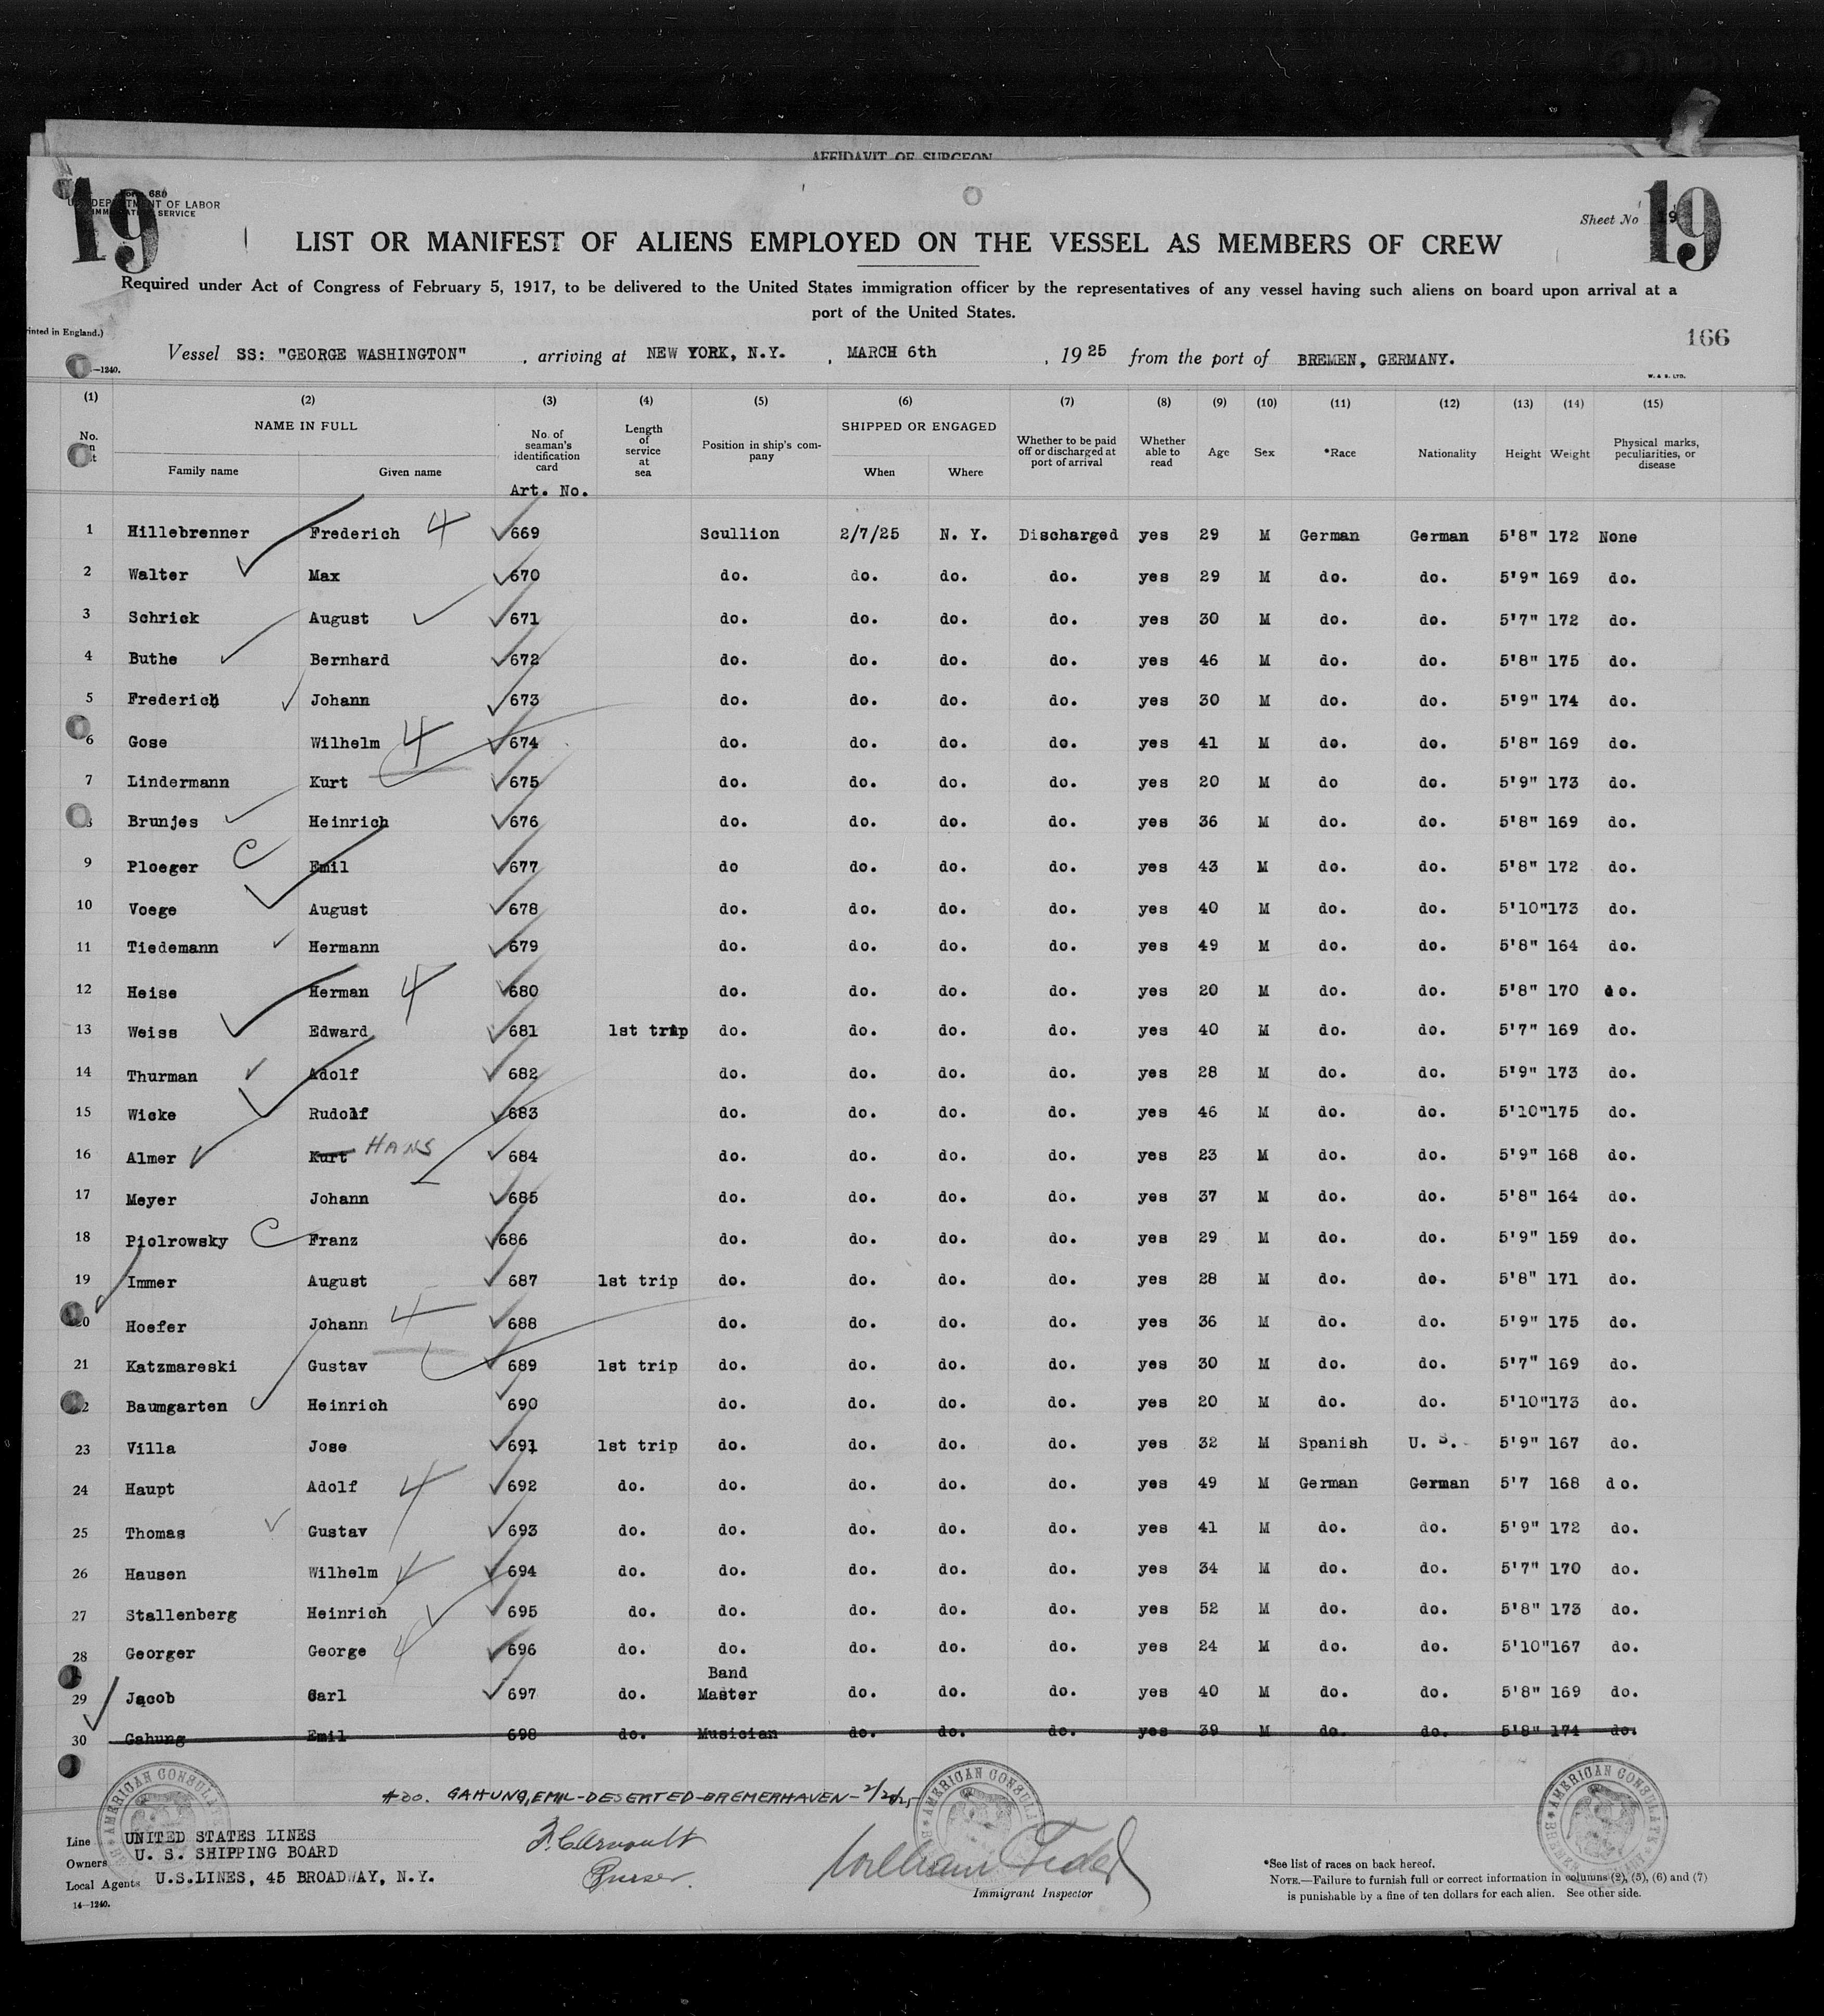 AFFIDAVIT OF SURGEON
19
Form 689
U. S. DEPARTMENT OF LABOR
IMMIGRATION SERVICE
Sheet No 19
19
LIST OR MANIFEST OF ALIENS EMPLOYED ON THE VESSEL AS MEMBERS OF CREW
Required under Act of Congress of February 5, 1917, to be delivered to the United States immigration officer by the representatives of any vessel having such aliens on board upon arrival at a
port of the United States.
rinted in England.)
166
Vessel SS: "GEORGE WASHINGTON" , arriving at NEW YORK, N.Y. , MARCH 6th , 1925 from the port of BREMEN, GERMANY.
—1240.
W. & S. LTD.
(1) (2) (3) (4) (5) (6) (7) (8) (9) (10) (11) (12) (13) (14) (15)
No. NAME IN FULL Family name Given name No. of seaman's identification card Length of service at sea Position in ship's company SHIPPED OR ENGAGED When Where Whether to be paid off or discharged at port of arrival Whether able to read Age Sex *Race Nationality Height Weight Physical marks, peculiarities, or disease
Art. No.
1 Hillebrenner Frederich 4 669 Scullion 2/7/25 N. Y. Discharged yes 29 M German German 5'8" 172 None
2 Walter Max 670 do. do. do. do. yes 29 M do. do. 5'9" 169 do.
3 Schrick August 671 do. do. do. do. yes 30 M do. do. 5'7" 172 do.
4 Buthe Bernhard 672 do. do. do. do. yes 46 M do. do. 5'8" 175 do.
5 Frederich Johann 673 do. do. do. do. yes 30 M do. do. 5'9" 174 do.
6 Gose Wilhelm 4 674 do. do. do. do. yes 41 M do. do. 5'8" 169 do.
7 Lindermann Kurt 675 do. do. do. do. yes 20 M do do. 5'9" 173 do.
8 Brunjes Heinrich 676 do. do. do. do. yes 36 M do. do. 5'8" 169 do.
9 Ploeger C Emil 677 do do. do. do. yes 43 M do. do. 5'8" 172 do.
10 Voege August 678 do. do. do. do. yes 40 M do. do. 5'10" 173 do.
11 Tiedemann Hermann 679 do. do. do. do. yes 49 M do. do. 5'8" 164 do.
12 Heise Herman 4 680 do. do. do. do. yes 20 M do. do. 5'8" 170 do.
13 Weiss Edward 681 1st trip do. do. do. do. yes 40 M do. do. 5'7" 169 do.
14 Thurman Adolf 682 do. do. do. do. yes 28 M do. do. 5'9" 173 do.
15 Wicke Rudolf 683 do. do. do. do. yes 46 M do. do. 5'10" 175 do.
16 Almer Kurt HANS 684 do. do. do. do. yes 23 M do. do. 5'9" 168 do.
17 Meyer Johann 685 do. do. do. do. yes 37 M do. do. 5'8" 164 do.
18 Piolrowsky C Franz 686 do. do. do. do. yes 29 M do. do. 5'9" 159 do.
19 Immer August 687 1st trip do. do. do. do. yes 28 M do. do. 5'8" 171 do.
20 Hoefer Johann 4 688 do. do. do. do. yes 36 M do. do. 5'9" 175 do.
21 Katzmareski Gustav 689 1st trip do. do. do. do. yes 30 M do. do. 5'7" 169 do.
22 Baumgarten Heinrich 690 do. do. do. do. yes 20 M do. do. 5'10" 173 do.
23 Villa Jose 691 1st trip do. do. do. do. yes 32 M Spanish U. S. 5'9" 167 do.
24 Haupt Adolf 4 692 do. do. do. do. do. yes 49 M German German 5'7 168 do.
25 Thomas Gustav 693 do. do. do. do. do. yes 41 M do. do. 5'9" 172 do.
26 Hausen Wilhelm 694 do. do. do. do. do. yes 34 M do. do. 5'7" 170 do.
27 Stallenberg Heinrich 695 do. do. do. do. do. yes 52 M do. do. 5'8" 173 do.
28 Georger George 4 696 do. do. do. do. do. yes 24 M do. do. 5'10" 167 do.
29 Jacob Carl 697 do. Band Master do. do. do. yes 40 M do. do. 5'8" 169 do.
30 Gahung Emil 698 do. Musician do. do. do. yes 39 M do. do. 5'8" 174 do.
#30. GAHUNG, EMIL-DESERTED-BREMERHAVEN-
AMERICAN CONSULATE
AMERICAN CONSULATE
AMERICAN CONSULATE
Line UNITED STATES LINES
Owners U. S. SHIPPING BOARD
Local Agents U.S.LINES, 45 BROADWAY, N.Y.
14—1240.
Purser.
Immigrant Inspector
*See list of races on back hereof.
NOTE.—Failure to furnish full or correct information in columns (2), (5), (6) and (7)
is punishable by a fine of ten dollars for each alien. See other side.